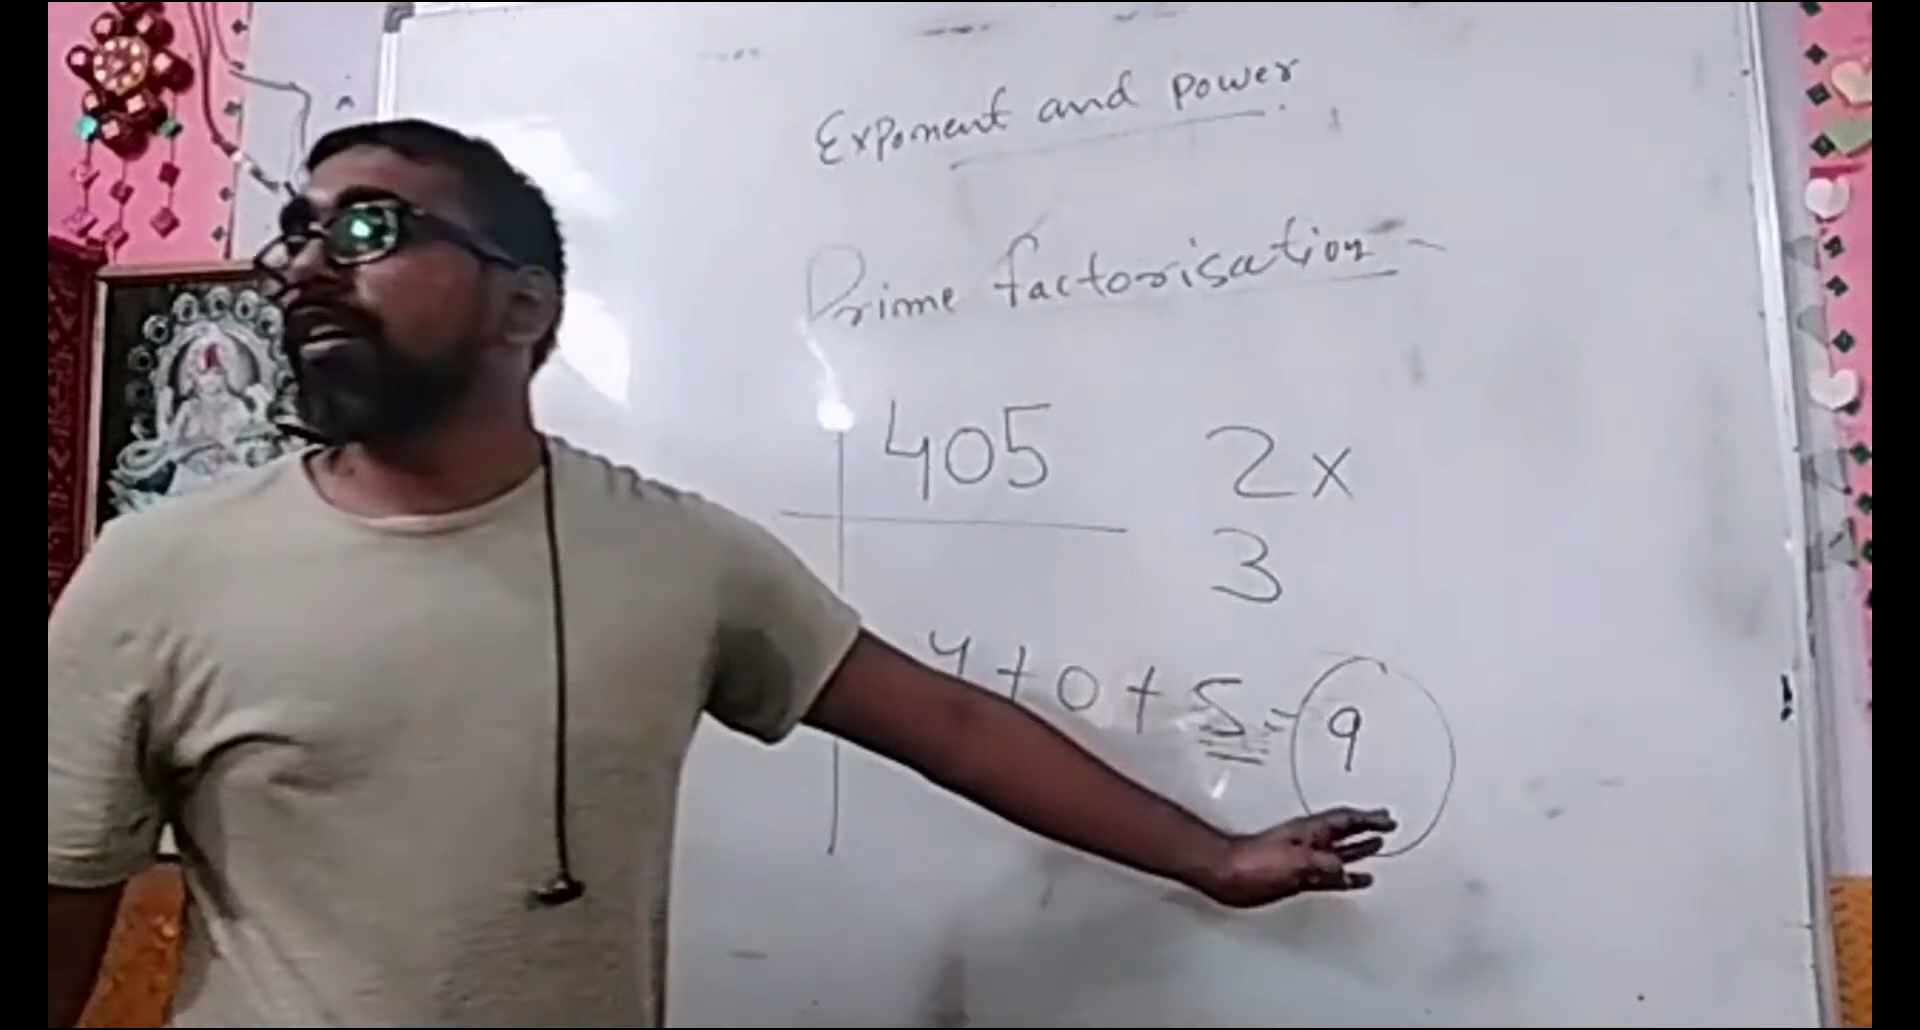 Exponent and power
Prime factorisation
405 2x
3
4+0+5=9